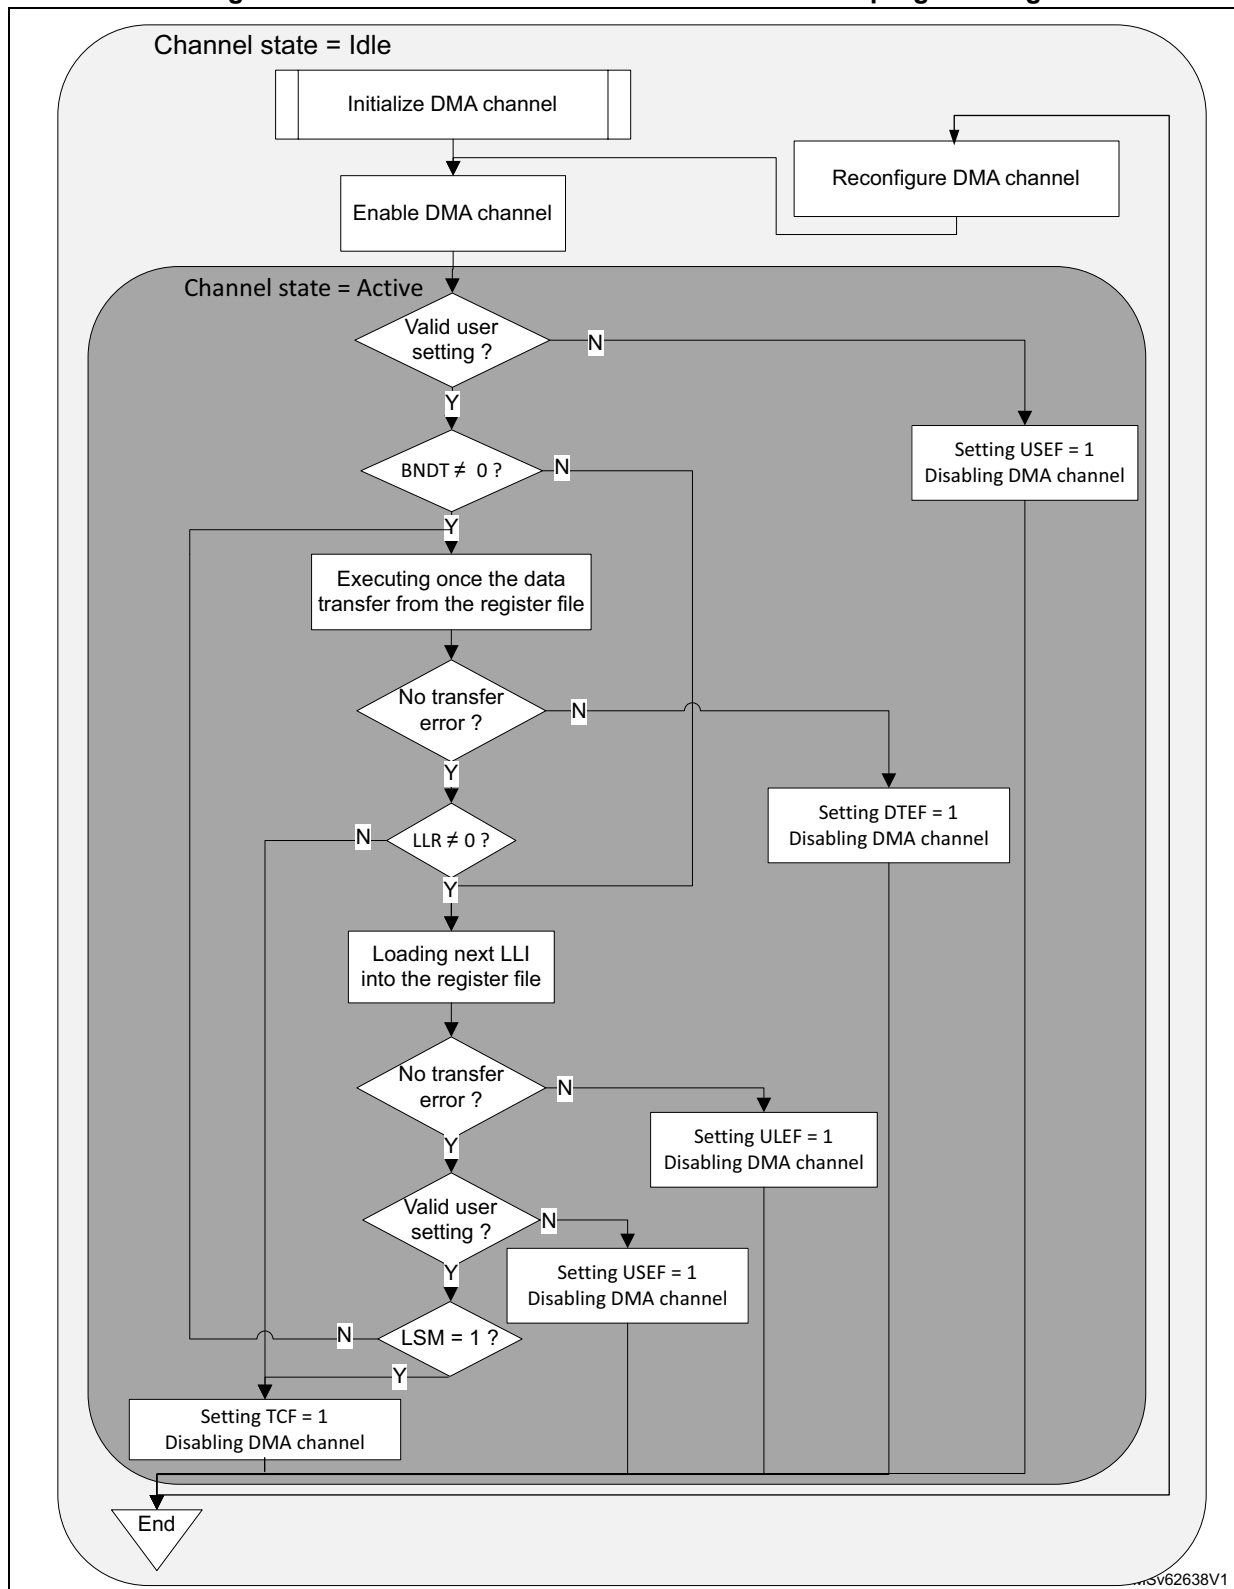 Channel state = Idle
Initialize DMA channel
Reconfigure DMA channel
Enable DMA channel
Channel state = Active
Valid user
setting ?
N
Y
Setting USEF = 1
Disabling DMA channel
BNDT ≠ 0 ?
N
Y
Executing once the data
transfer from the register file
No transfer
error ?
N
Y
Setting DTEF = 1
Disabling DMA channel
LLR ≠ 0 ?
N
Y
Loading next LLI
into the register file
No transfer
error ?
N
Y
Setting ULEF = 1
Disabling DMA channel
Valid user
setting ?
N
Y
Setting USEF = 1
Disabling DMA channel
LSM = 1 ?
N
Y
Setting TCF = 1
Disabling DMA channel
End